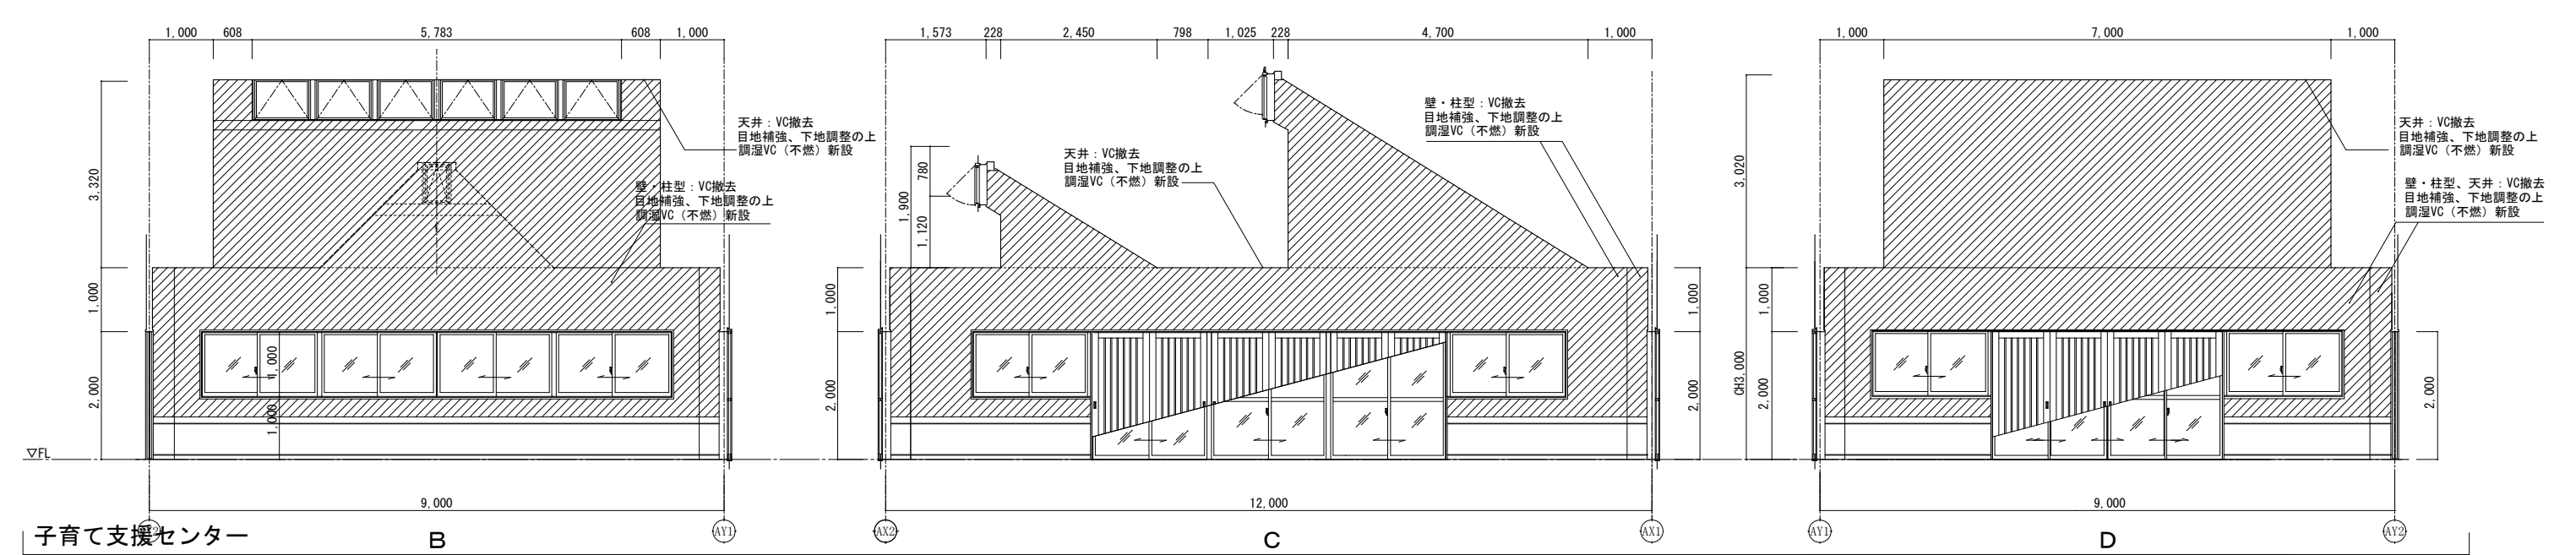 1,000 608 5,783 608 1,000
3,320
1,000
2,000
天井：VC撤去
目地補強、下地調整の上
調湿VC（不燃）新設
壁・柱型：VC撤去
目地補強、下地調整の上
調湿VC（不燃）新設
1,000
1,000
▽FL
9,000
AY1
子育て支援センター
B
1,573 228 2,450 798 1,025 228 4,700 1,000
780
1,900
1,120
天井：VC撤去
目地補強、下地調整の上
調湿VC（不燃）新設
壁・柱型：VC撤去
目地補強、下地調整の上
調湿VC（不燃）新設
1,000
2,000
1,000
2,000
12,000
AX2
AX1
C
1,000 7,000 1,000
3,020
1,000
CH3,000
2,000
天井：VC撤去
目地補強、下地調整の上
調湿VC（不燃）新設
壁・柱型、天井：VC撤去
目地補強、下地調整の上
調湿VC（不燃）新設
2,000
9,000
AY1
AY2
D